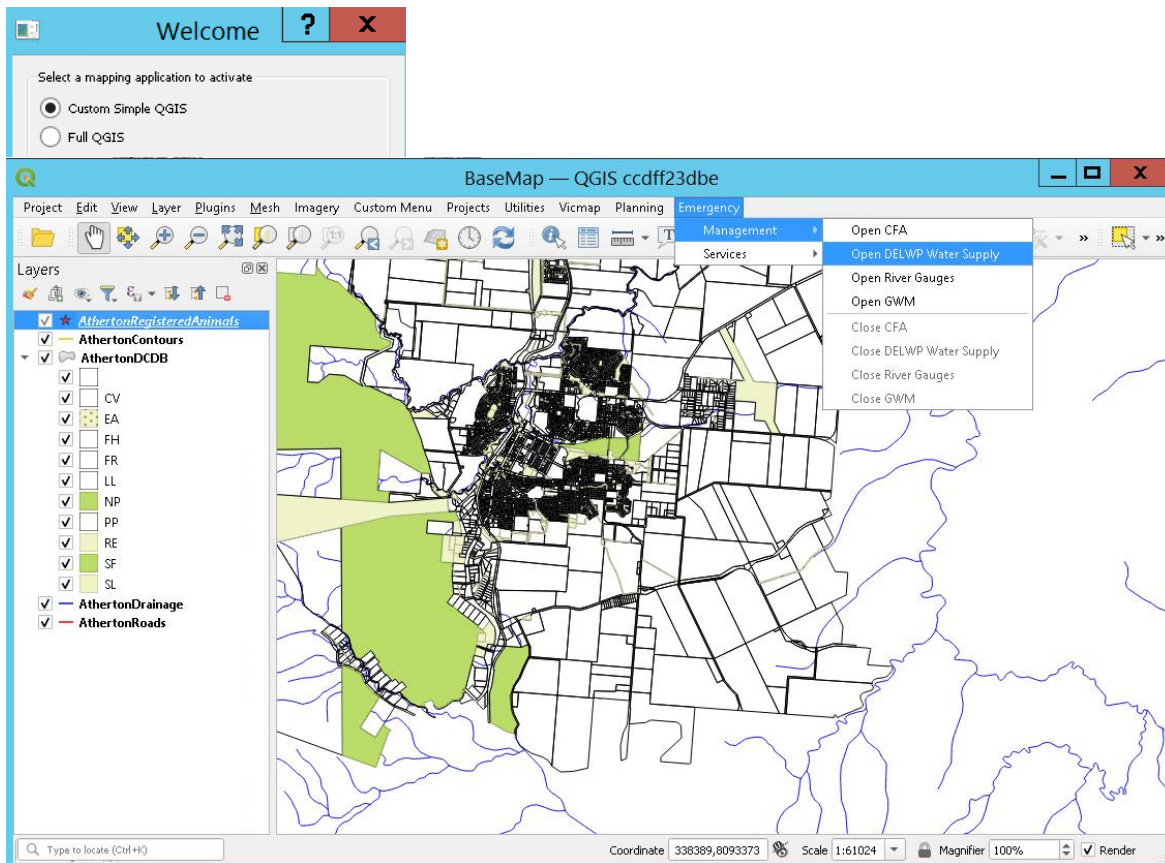 Welcome
?
X
Select a mapping application to activate
Custom Simple QGIS
Full QGIS
BaseMap — QGIS ccdff23dbe
X
Project Edit View Layer Plugins Mesh Imagery Custom Menu Projects Utilities Vicmap Planning Emergency
1:1
T
»
»
Management
Services
Open CFA
Open DELWP Water Supply
Open River Gauges
Open GWM
Close CFA
Close DELWP Water Supply
Close River Gauges
Close GWM
Layers
AthertonRegisteredAnimals
AthertonContours
AthertonDCDB
CV
EA
FH
FR
LL
NP
PP
RE
SF
SL
AthertonDrainage
AthertonRoads
Type to locate (Ctrl+K)
Coordinate 338389,8093373 Scale 1:61024 Magnifier 100% Render